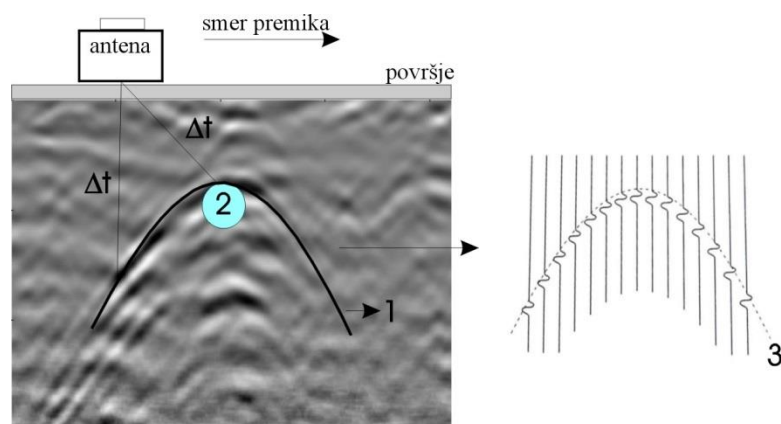 smer premika
antena
površje
Δt
Δt
2
1
3